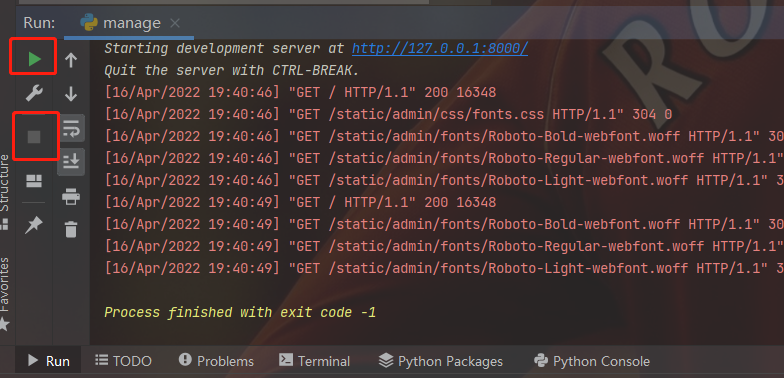 Run: manage
Starting development server at http://127.0.0.1:8000/
Quit the server with CTRL-BREAK.
[16/Apr/2022 19:40:46] "GET / HTTP/1.1" 200 16348
[16/Apr/2022 19:40:46] "GET /static/admin/css/fonts.css HTTP/1.1" 304 0
[16/Apr/2022 19:40:46] "GET /static/admin/fonts/Roboto-Bold-webfont.woff HTTP/1.1" 30
[16/Apr/2022 19:40:46] "GET /static/admin/fonts/Roboto-Regular-webfont.woff HTTP/1.1"
[16/Apr/2022 19:40:46] "GET /static/admin/fonts/Roboto-Light-webfont.woff HTTP/1.1" 3
[16/Apr/2022 19:40:49] "GET / HTTP/1.1" 200 16348
[16/Apr/2022 19:40:49] "GET /static/admin/fonts/Roboto-Bold-webfont.woff HTTP/1.1" 30
[16/Apr/2022 19:40:49] "GET /static/admin/fonts/Roboto-Regular-webfont.woff HTTP/1.1"
[16/Apr/2022 19:40:49] "GET /static/admin/fonts/Roboto-Light-webfont.woff HTTP/1.1" 3
Process finished with exit code -1
Structure
Favorites
Run TODO Problems Terminal Python Packages Python Console